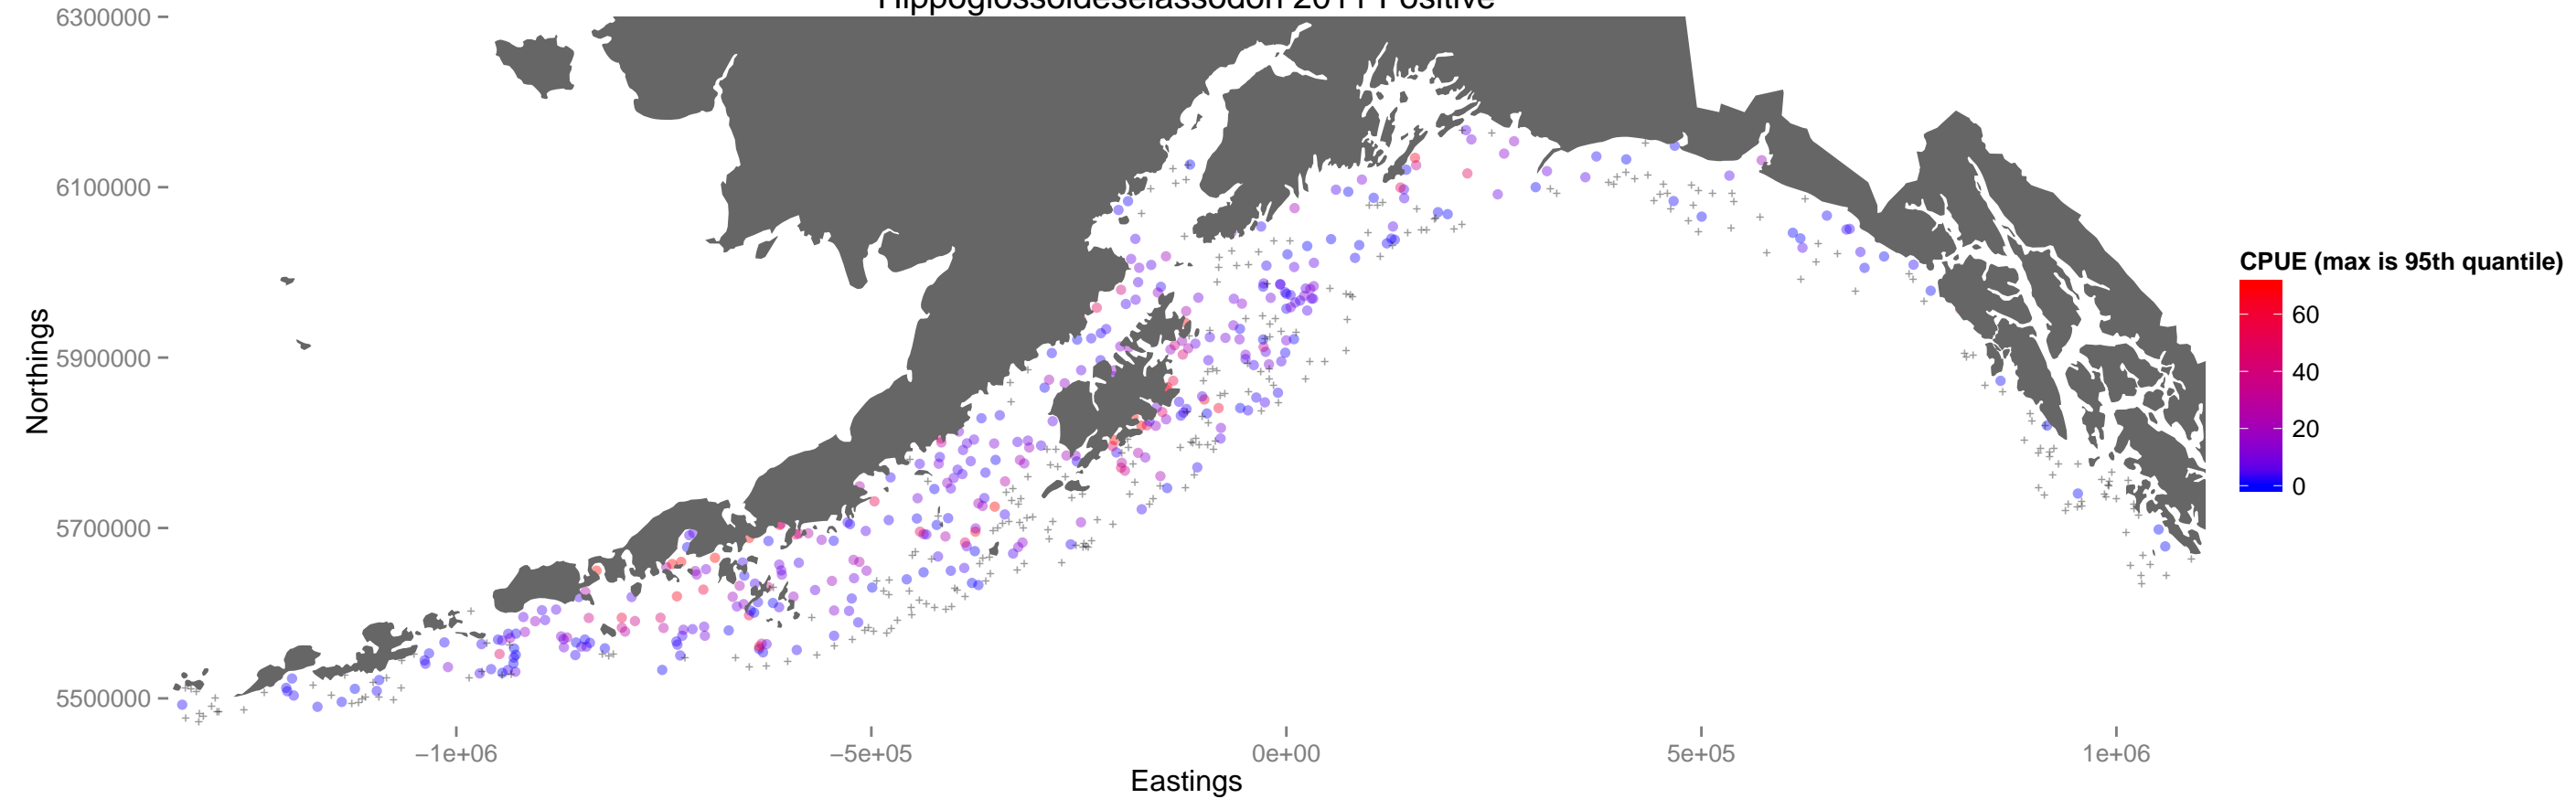 Hippoglossoideselassodon 2011 Positive
6300000
6100000
5900000
5700000
5500000
Northings
−1e+06
−5e+05
0e+00
5e+05
1e+06
Eastings
CPUE (max is 95th quantile)
60
40
20
0